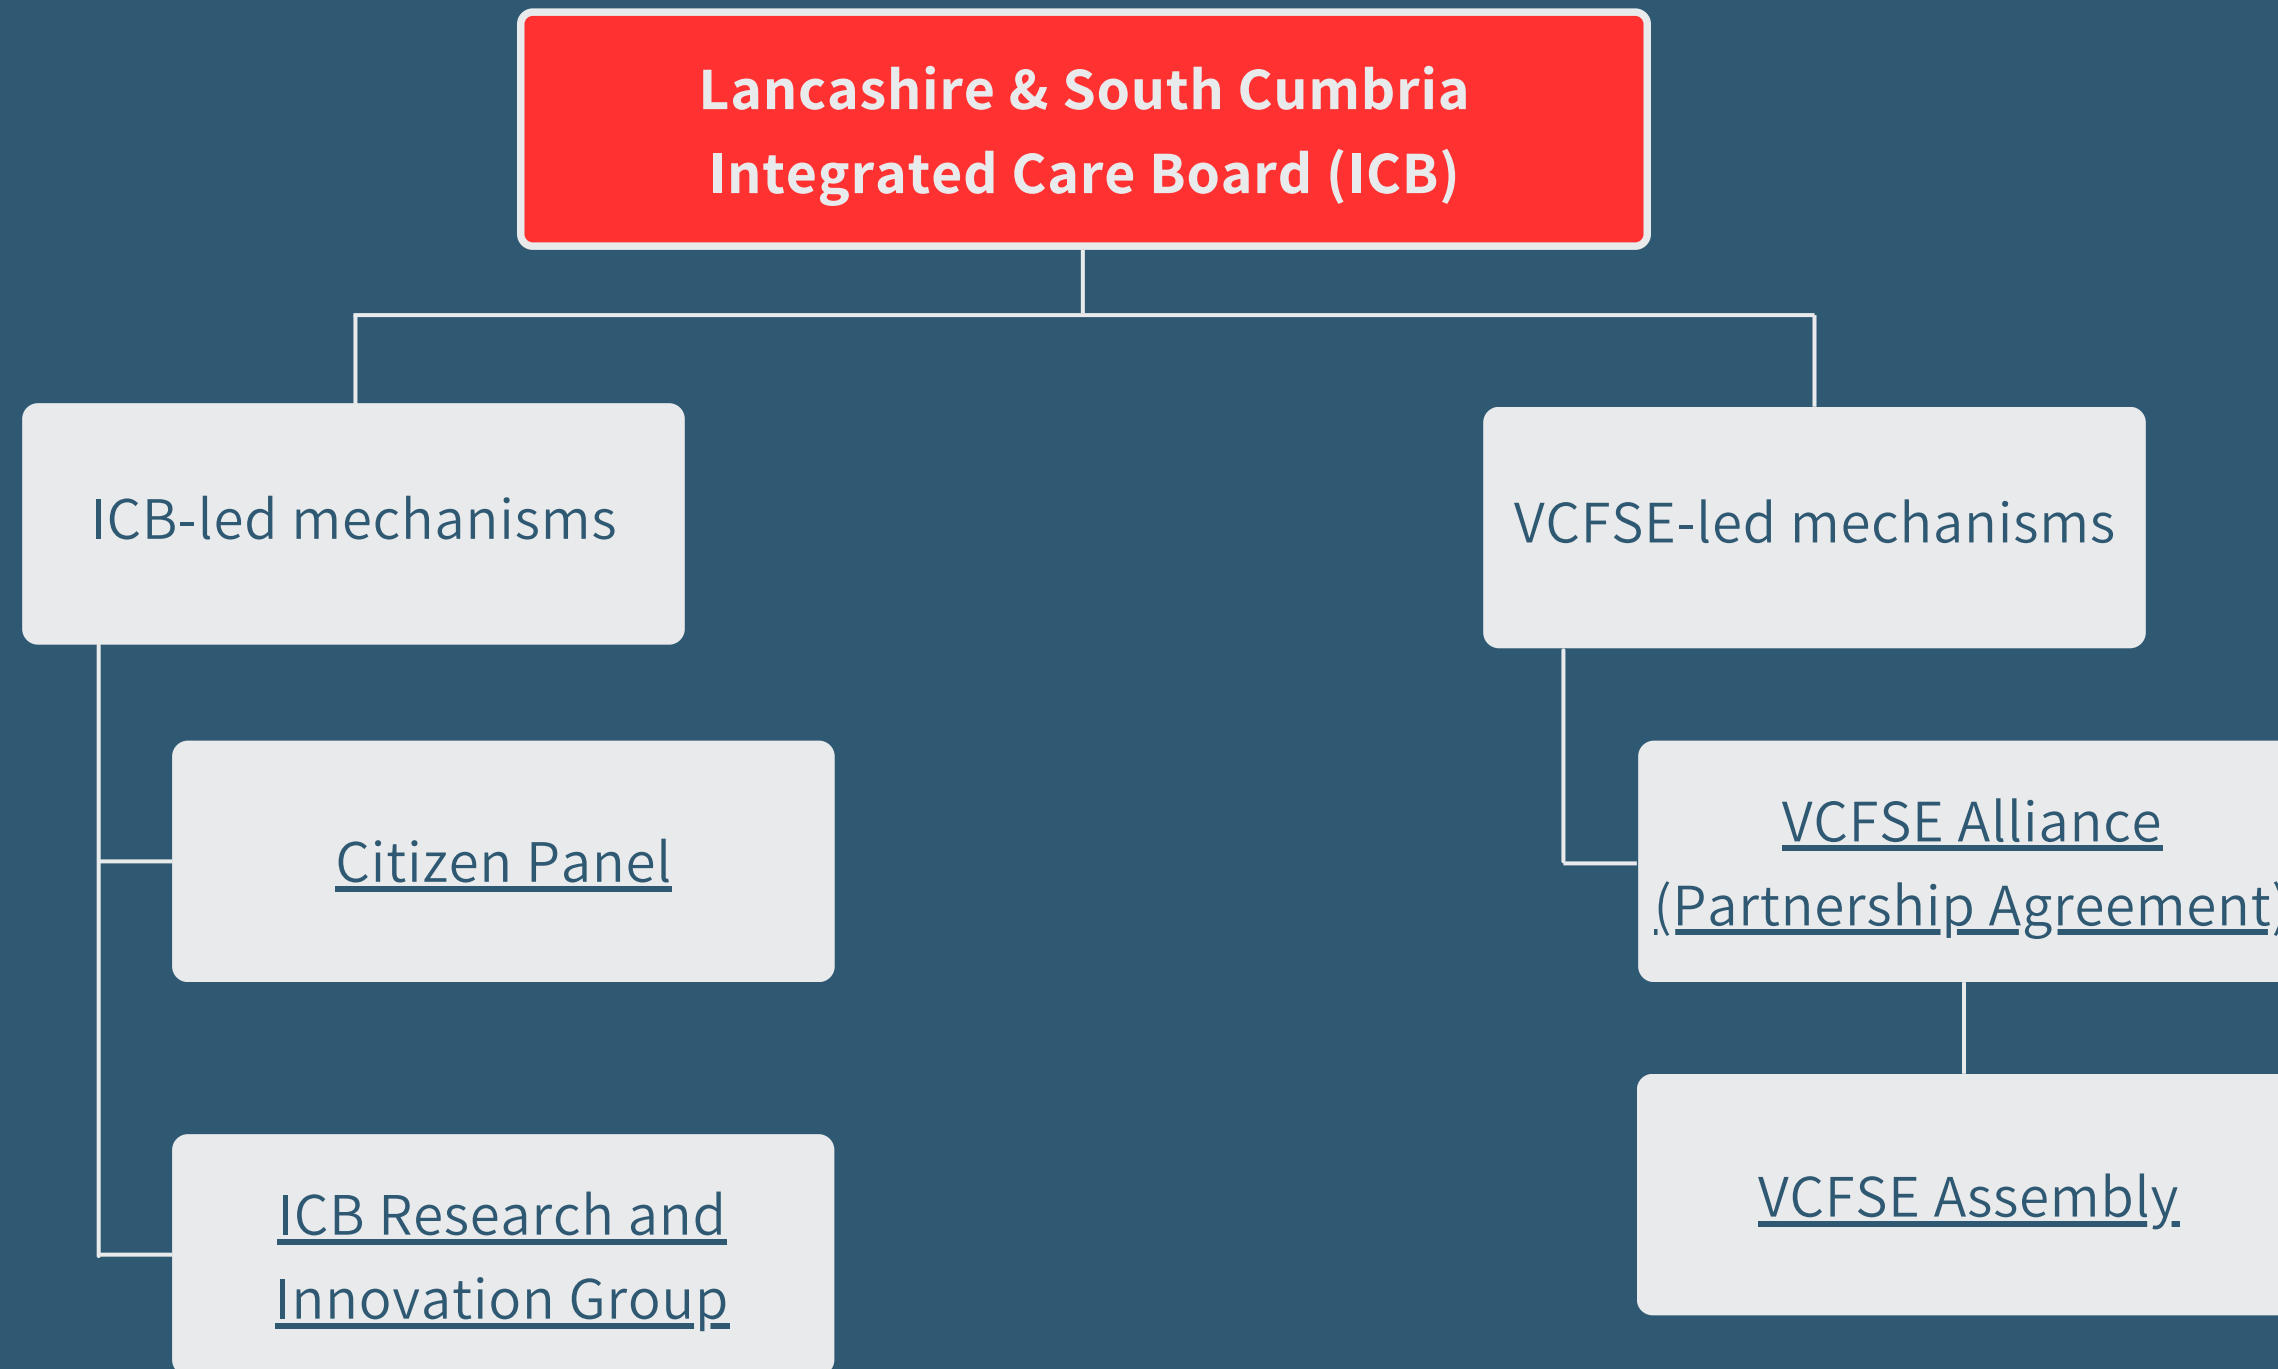 Lancashire & South Cumbria
Integrated Care Board (ICB)
ICB-led mechanisms
VCFSE-led mechanisms
Citizen Panel
VCFSE Alliance
(Partnership Agreement)
ICB Research and
Innovation Group
VCFSE Assembly